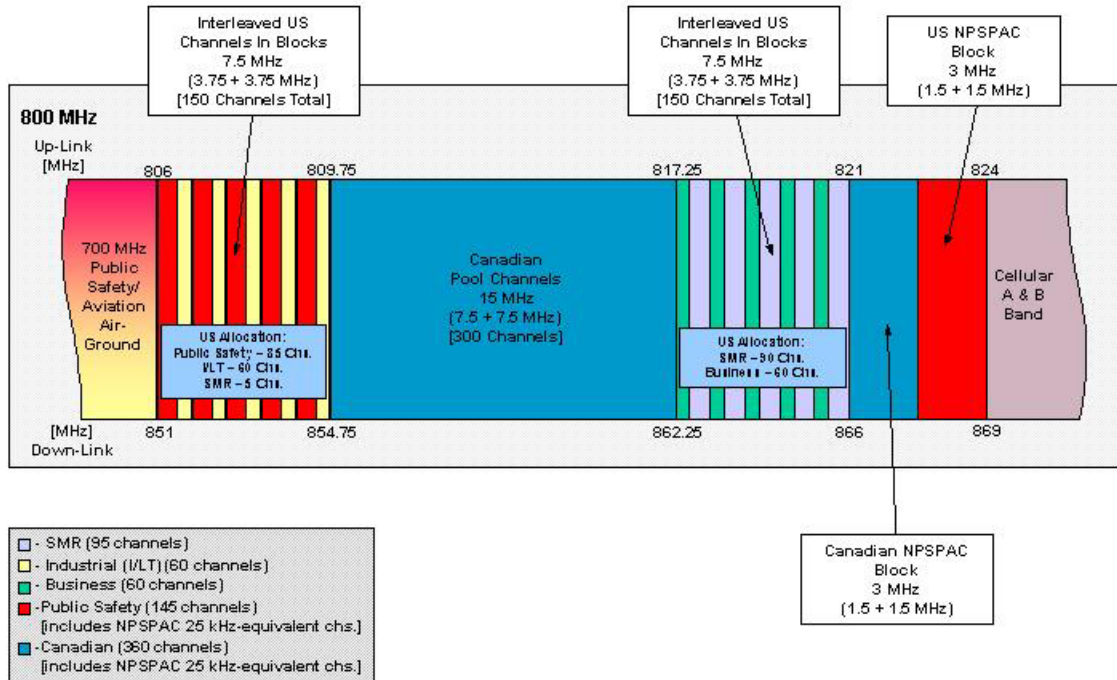 Interleaved US
Channels In Blocks
7.5 MHz
(3.75 + 3.75 MHz)
[150 Channels Total]
Interleaved US
Channels In Blocks
7.5 MHz
(3.75 + 3.75 MHz)
[150 Channels Total]
US NPSPAC
Block
3 MHz
(1.5 + 1.5 MHz)
800 MHz
Up-Link
[MHz]
806
809.75
817.25
821
824
700 MHz
Public
Safety/
Aviation
Air-
Ground
US Allocation:
Public Safety – 85 Chs.
I/LT – 60 Chs.
SMR – 5 Chs.
Canadian
Pool Channels
15 MHz
(7.5 + 7.5 MHz)
[300 Channels]
US Allocation:
SMR – 90 Chs.
Business – 60 Chs.
Cellular
A & B
Band
[MHz]
Down-Link
851
854.75
862.25
866
869
- SMR (95 channels)
- Industrial (I/LT) (60 channels)
- Business (60 channels)
-Public Safety (145 channels)
[includes NPSPAC 25 kHz-equivalent chs.]
-Canadian (360 channels)
[includes NPSPAC 25 kHz-equivalent chs.]
Canadian NPSPAC
Block
3 MHz
(1.5 + 1.5 MHz)